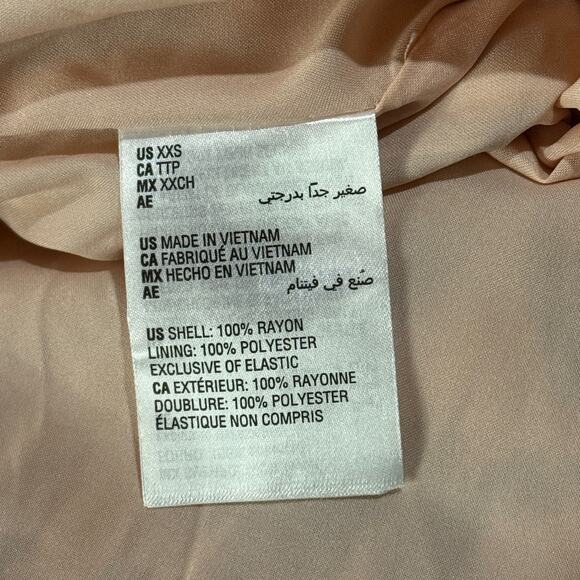 US XXS
CA TTP
MX XXCH
AE صغير جدًا بدرجتي
US MADE IN VIETNAM
CA FABRIQUÉ AU VIETNAM
MX HECHO EN VIETNAM
AE صُنع في فيتنام
US SHELL: 100% RAYON
LINING: 100% POLYESTER
EXCLUSIVE OF ELASTIC
CA EXTÉRIEUR: 100% RAYONNE
DOUBLURE: 100% POLYESTER
ÉLASTIQUE NON COMPRIS